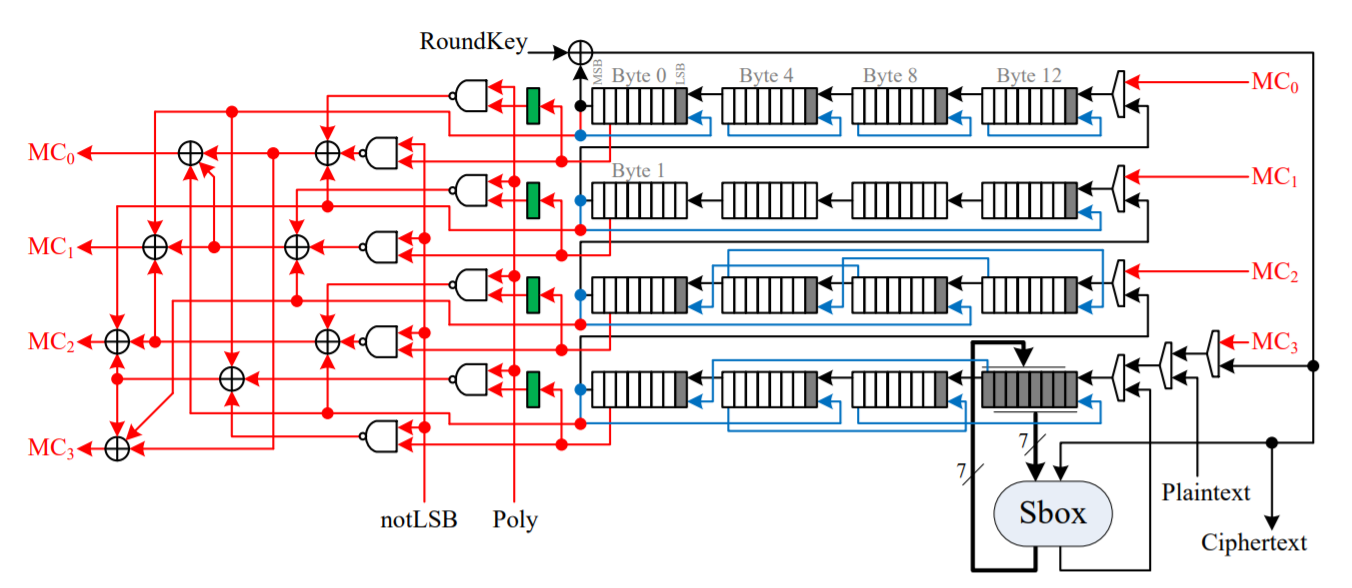 RoundKey
MSB
Byte 0
LSB
Byte 4
Byte 8
Byte 12
MC₀
MC₀
Byte 1
MC₁
MC₁
MC₂
MC₂
MC₃
7
7
MC₃
Plaintext
notLSB
Poly
Sbox
Ciphertext